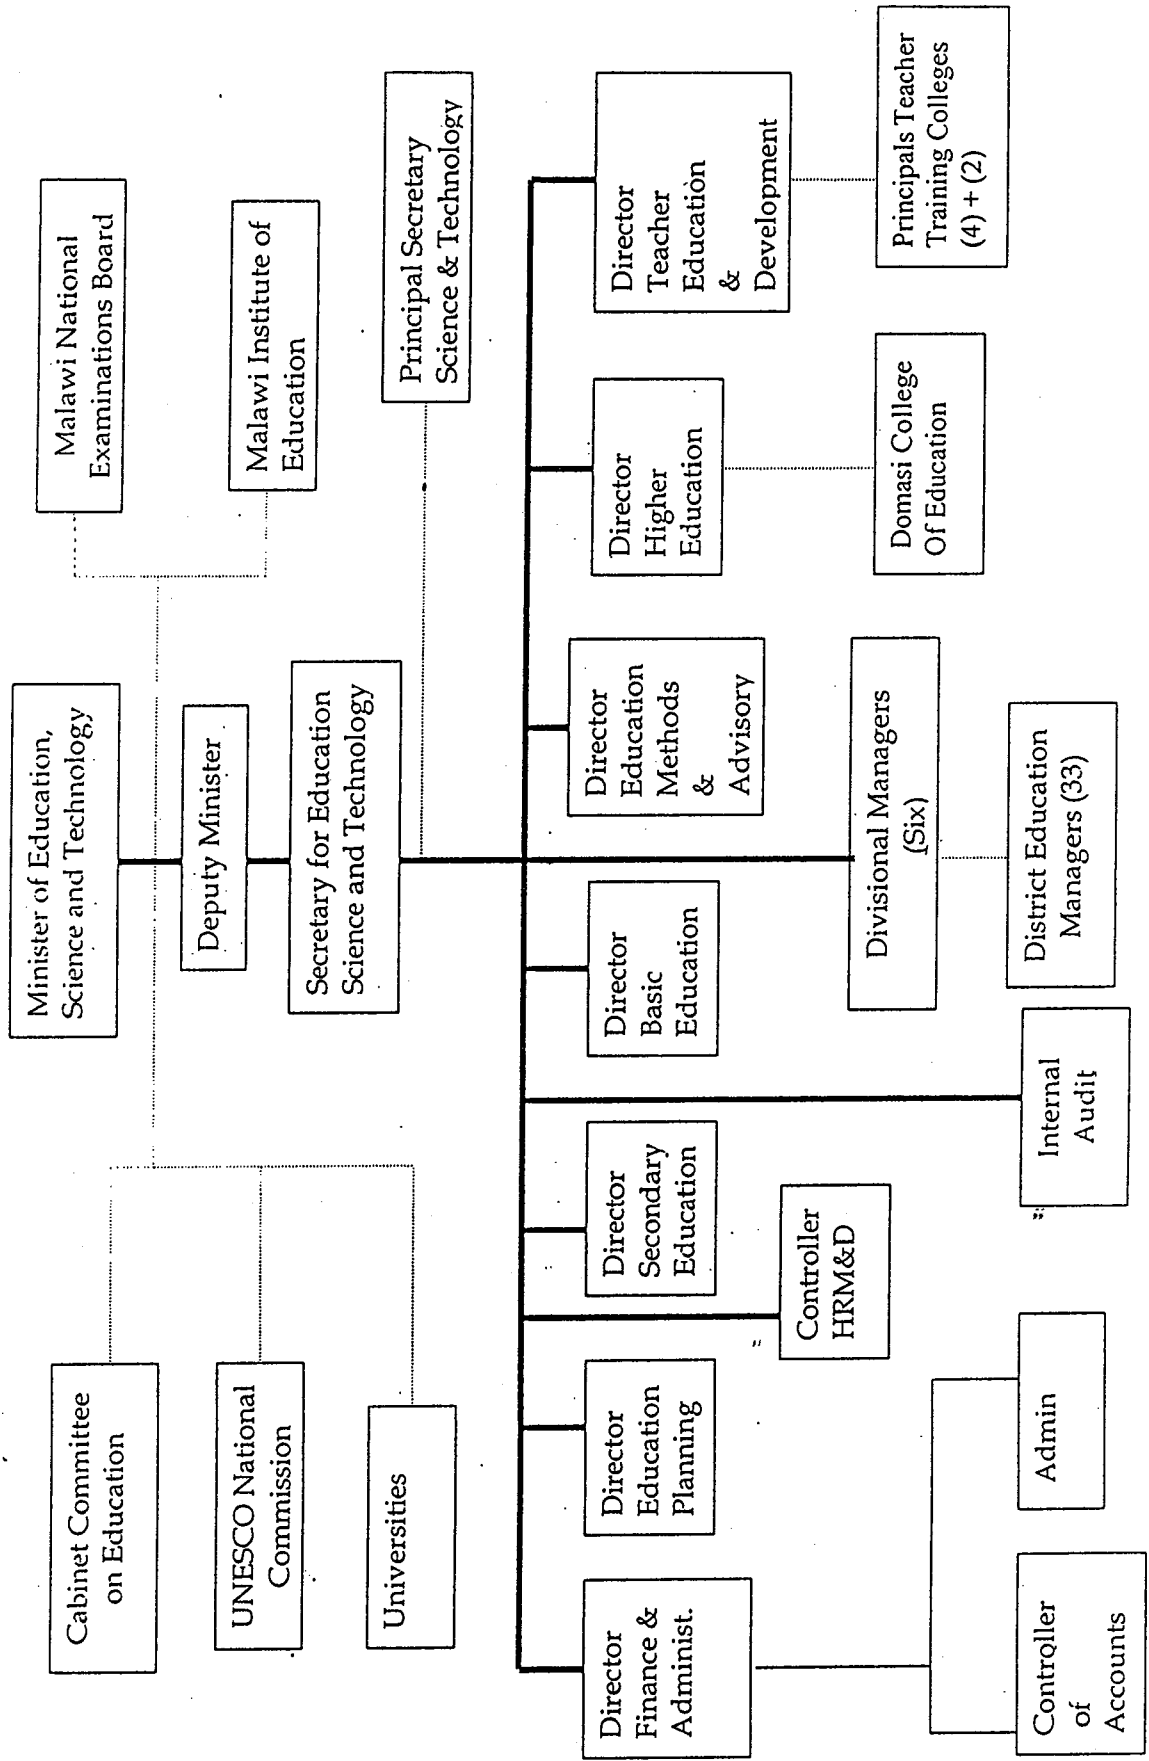 Minister of Education,
Science and Technology
Malawi National
Examinations Board
Cabinet Committee
on Education
Deputy Minister
Malawi Institute of
Education
UNESCO National
Commission
Secretary for Education
Science and Technology
Principal Secretary
Science & Technology
Universities
Director
Finance &
Administ.
Director
Education
Planning
Controller
HRM&D
Director
Secondary
Education
Director
Basic
Education
Director
Education
Methods
&
Advisory
Director
Higher
Education
Director
Teacher
Education
&
Development
Divisional Managers
(Six)
Domasi College
Of Education
Principals Teacher
Training Colleges
(4) + (2)
Controller
of
Accounts
Admin
Internal
Audit
District Education
Managers (33)